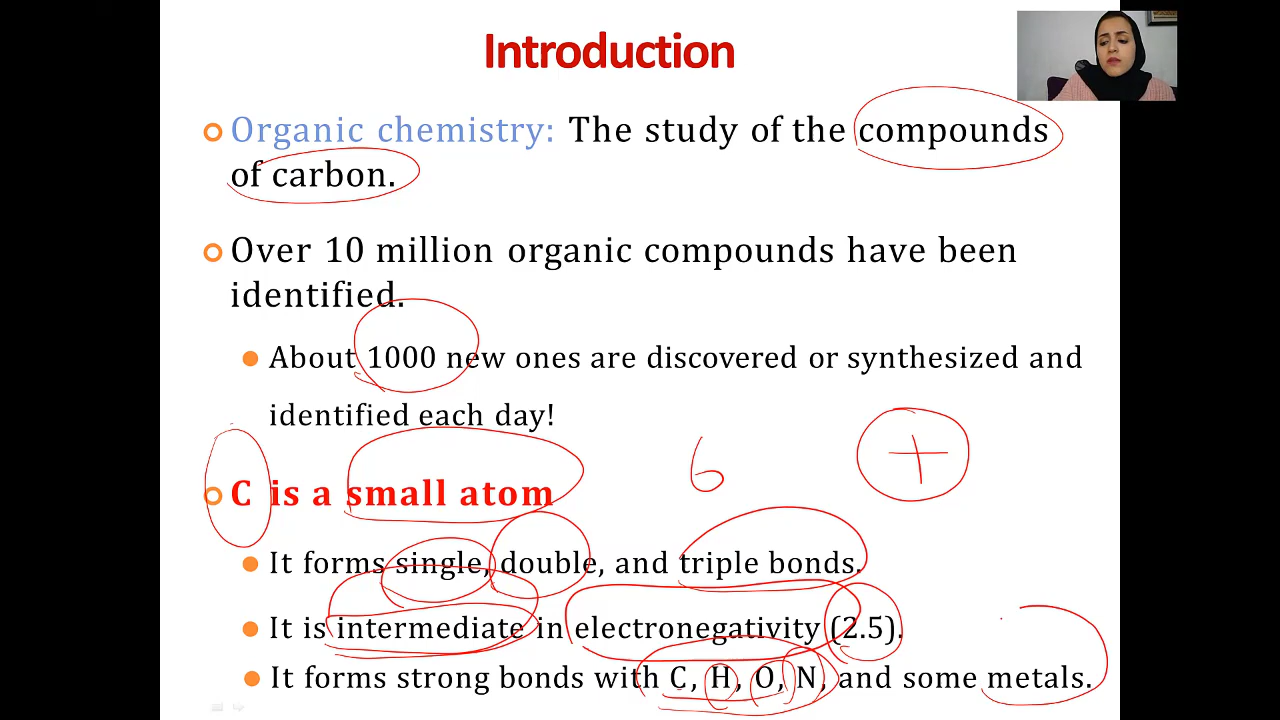 Introduction
Organic chemistry: The study of the compounds
of carbon.
Over 10 million organic compounds have been
identified.
About 1000 new ones are discovered or synthesized and
identified each day!
6
+
C is a small atom
It forms single, double, and triple bonds.
It is intermediate in electronegativity (2.5).
It forms strong bonds with C, H, O, N, and some metals.